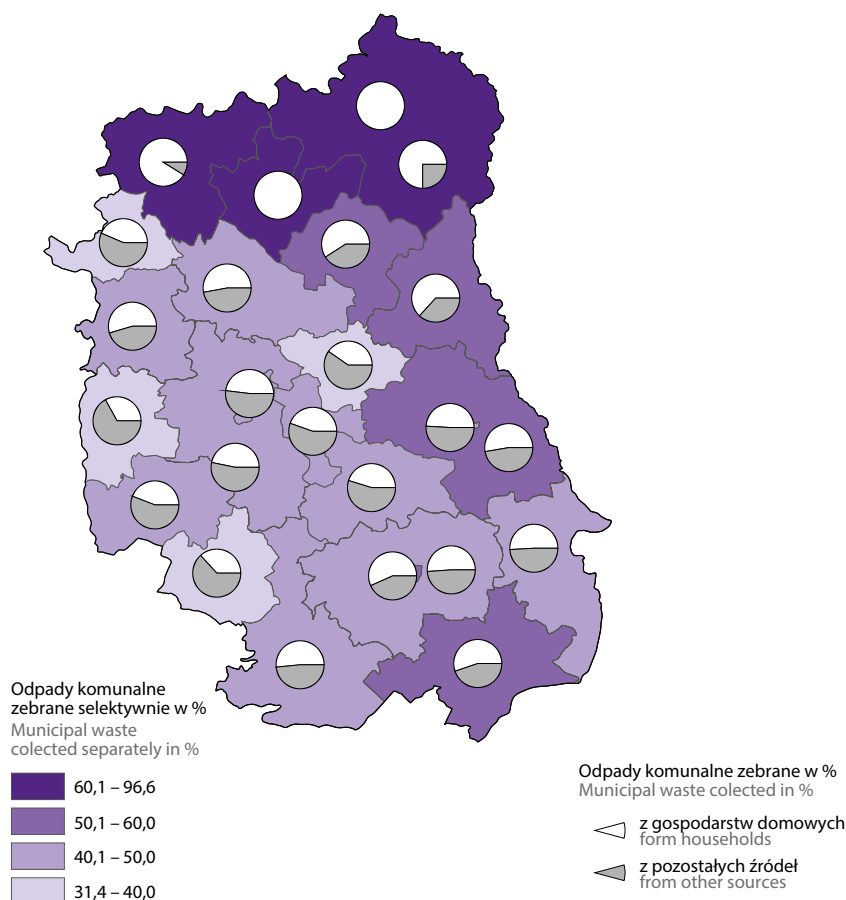 Odpady komunalne
zebrane selektywnie w %
Municipal waste
colected separately in %
60,1 – 96,6
50,1 – 60,0
40,1 – 50,0
31,4 – 40,0
Odpady komunalne zebrane w %
Municipal waste colected in %
z gospodarstw domowych
form households
z pozostałych źródeł
from other sources